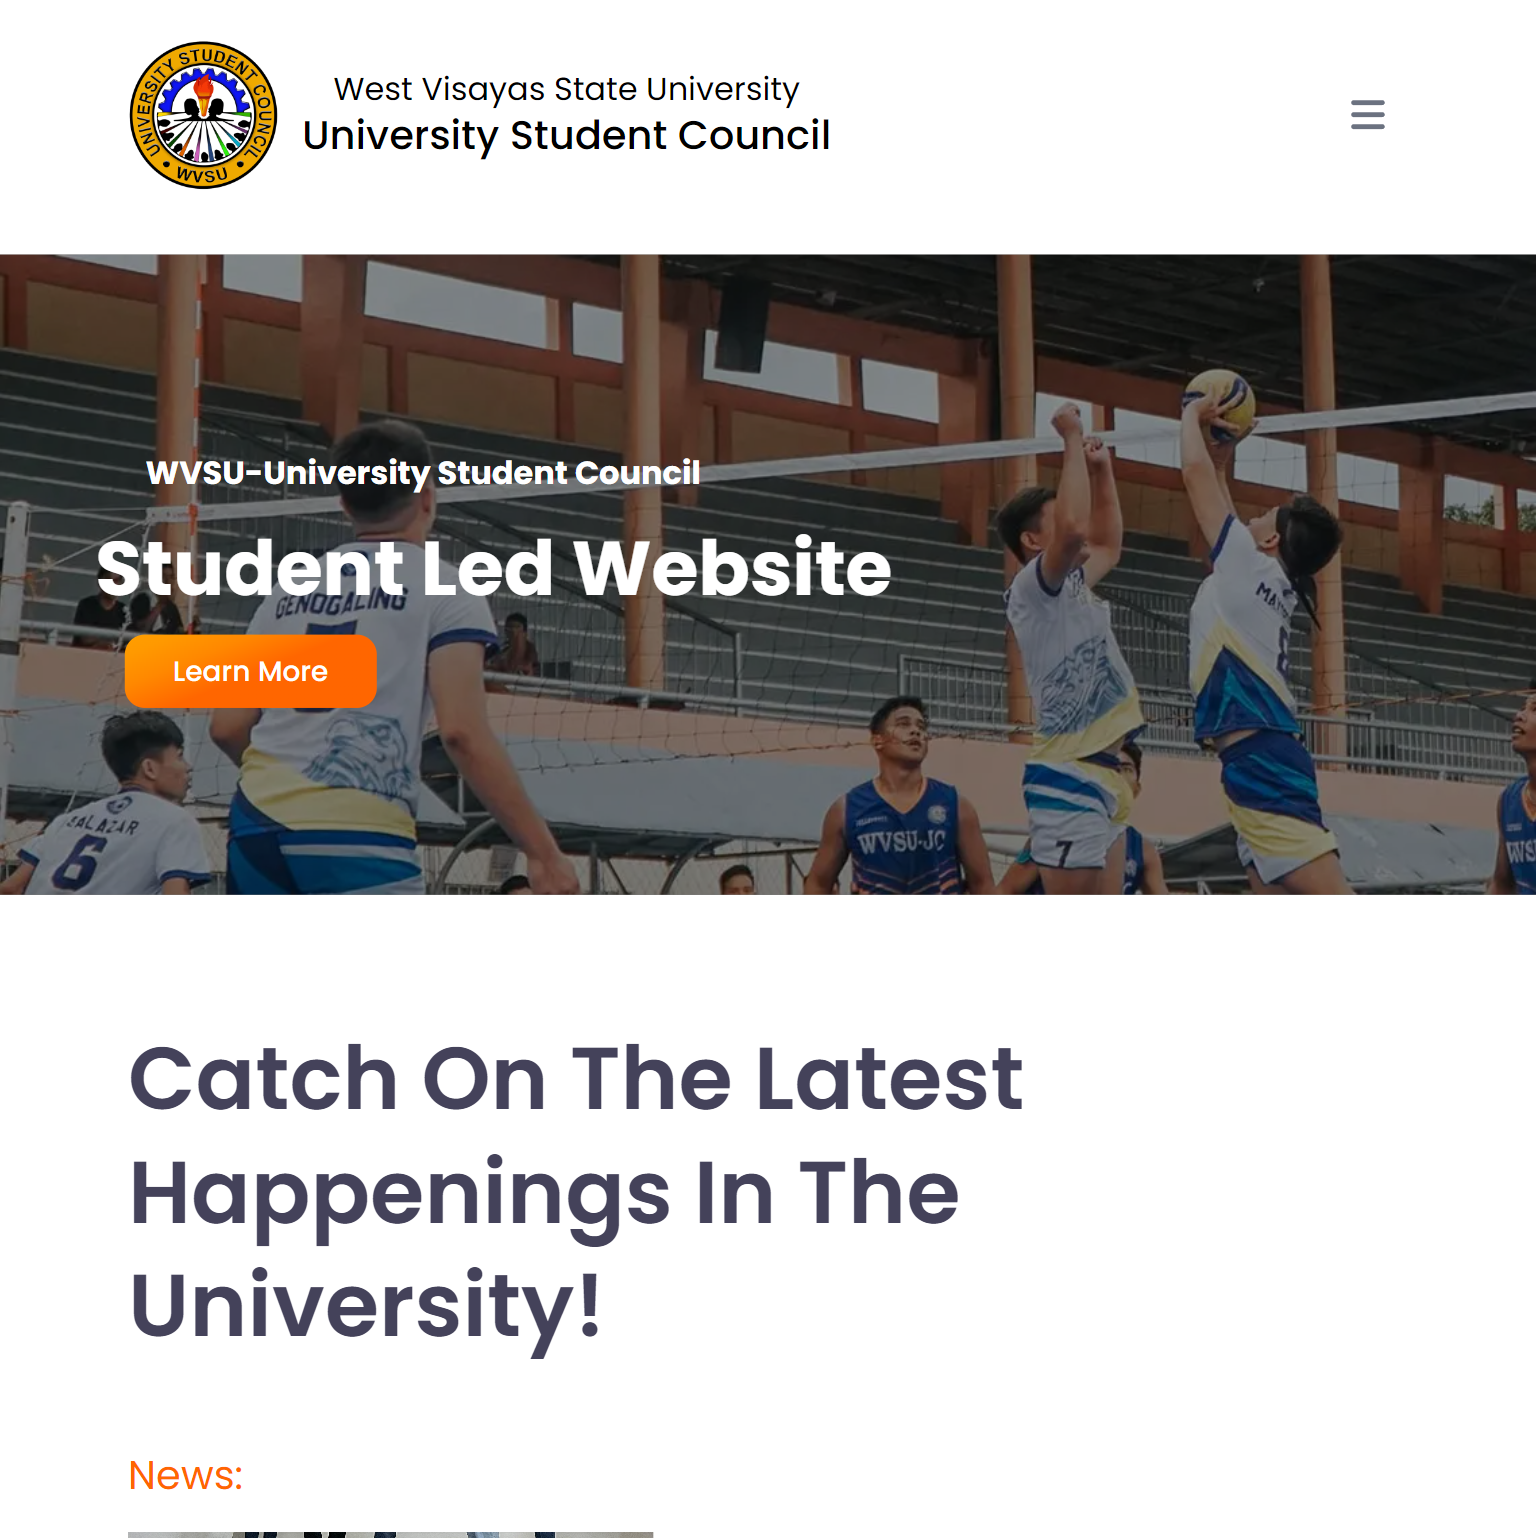 UNIVERSITY STUDENT COUNCIL
WVSU
West Visayas State University
University Student Council
WVSU-University Student Council
Student Led Website
GENOGALING
Learn More
SALAZAR
6
WVSU-JC
7
Catch On The Latest
Happenings In The
University!
News: